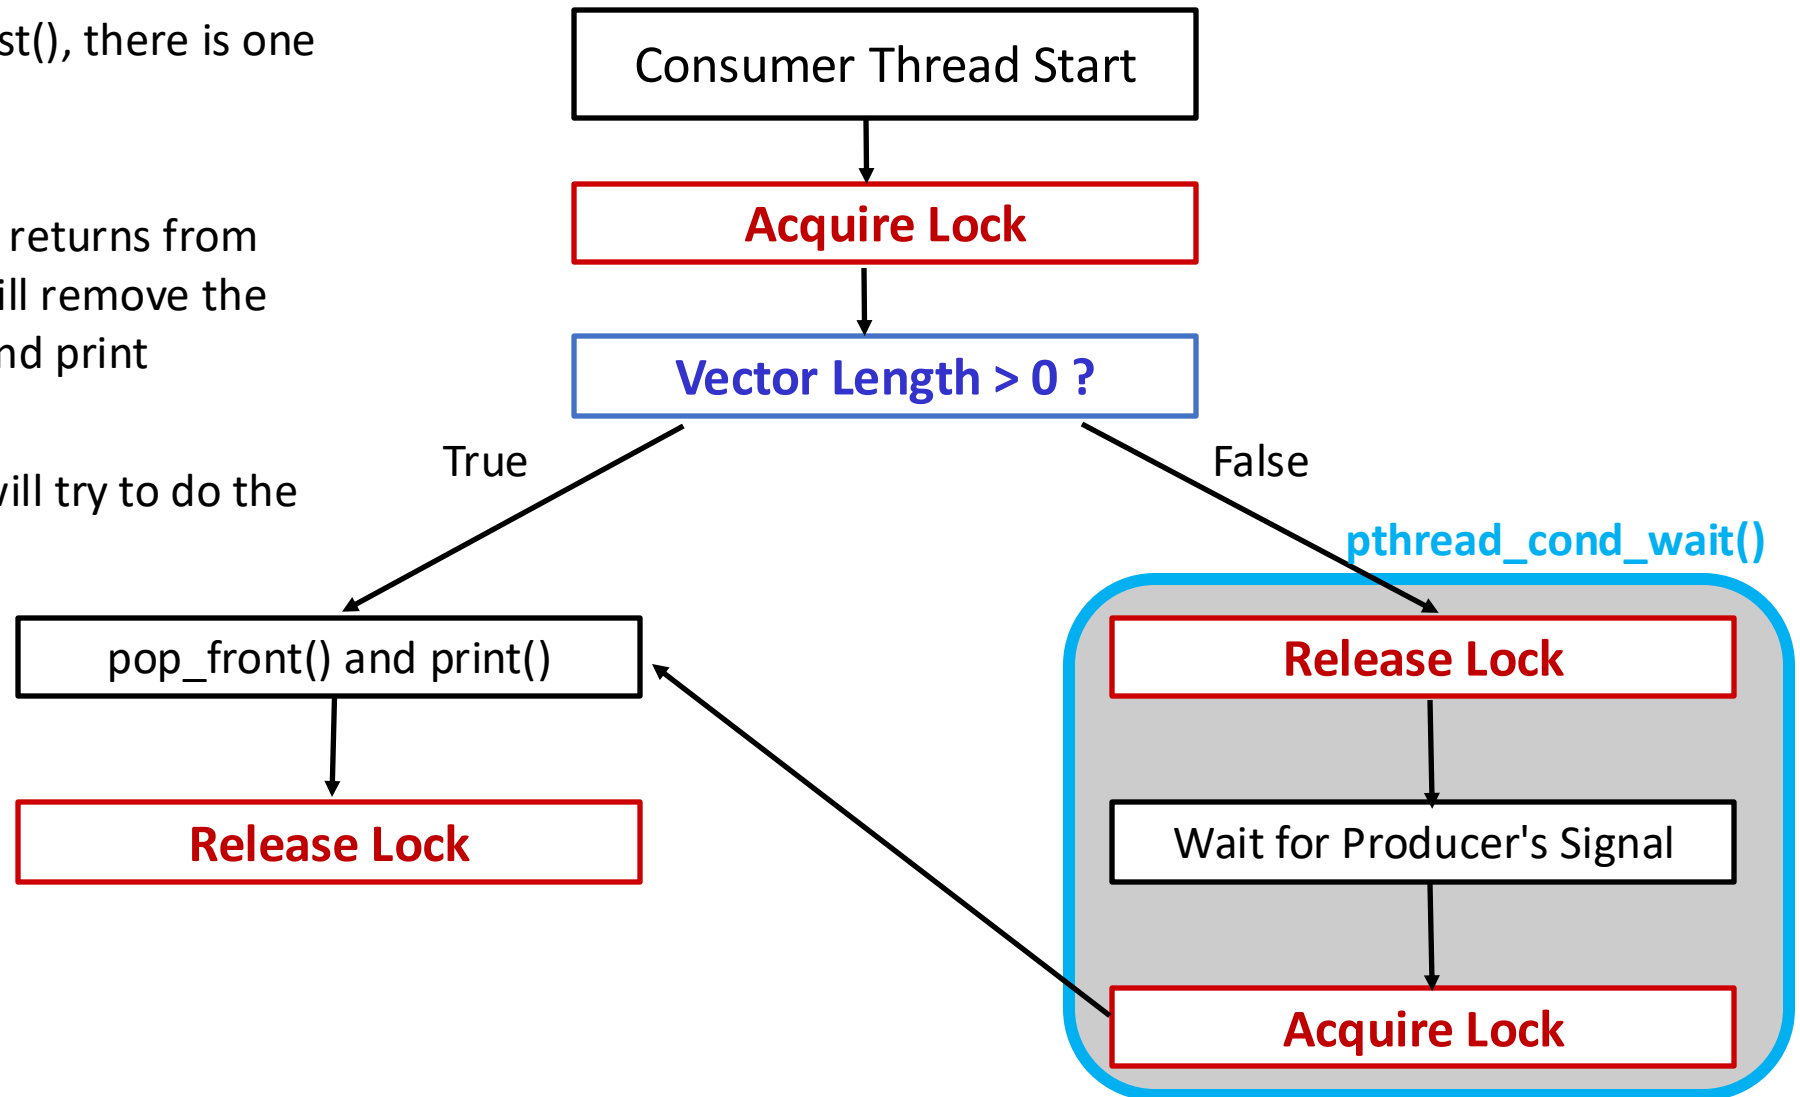 st(), there is one
returns from
ill remove the
nd print
will try to do the
Consumer Thread Start
Acquire Lock
Vector Length > 0 ?
True
False
pthread_cond_wait()
pop_front() and print()
Release Lock
Release Lock
Wait for Producer's Signal
Acquire Lock